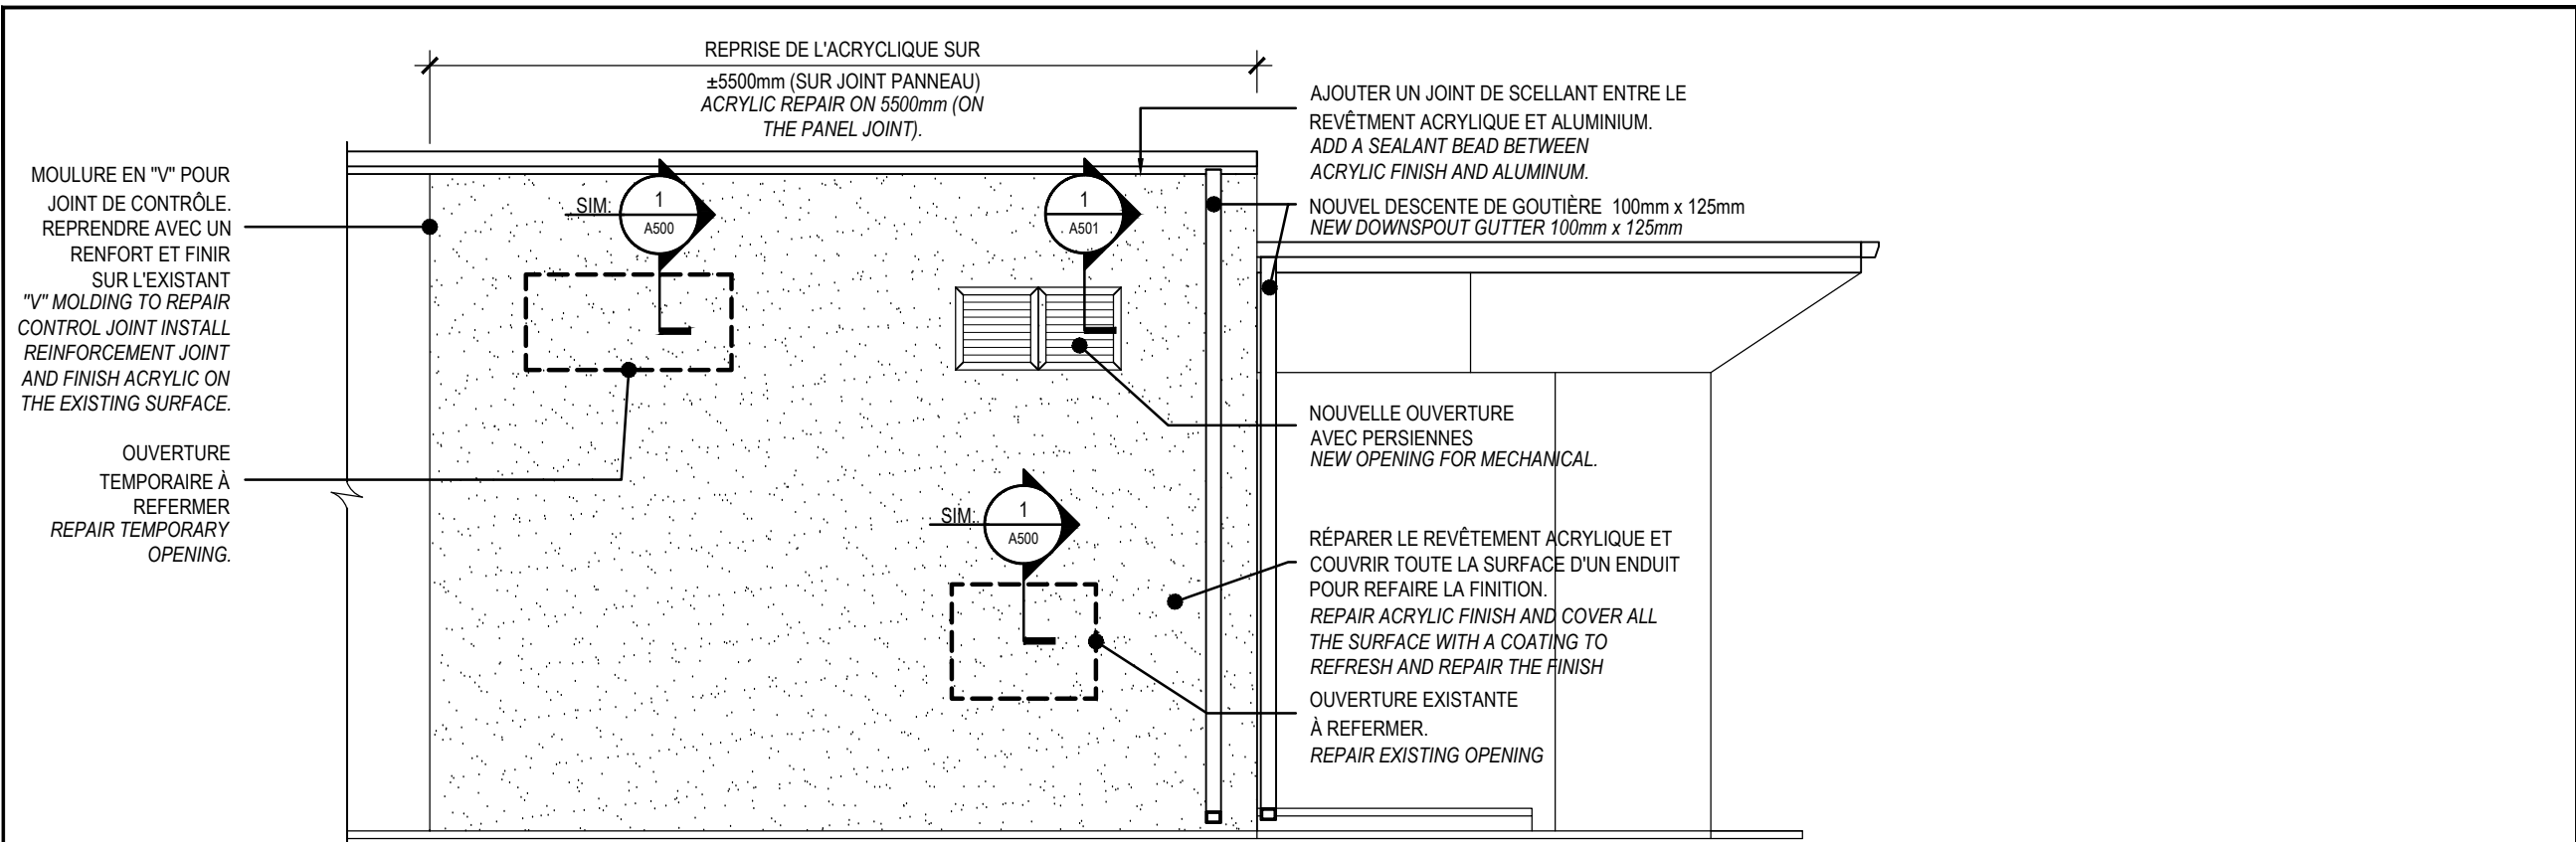 REPRISE DE L'ACRYCLIQUE SUR
±5500mm (SUR JOINT PANNEAU)
ACRYLIC REPAIR ON 5500mm (ON
THE PANEL JOINT).
MOULURE EN "V" POUR
JOINT DE CONTRÔLE.
REPRENDRE AVEC UN
RENFORT ET FINIR
SUR L'EXISTANT
"V" MOLDING TO REPAIR
CONTROL JOINT INSTALL
REINFORCEMENT JOINT
AND FINISH ACRYLIC ON
THE EXISTING SURFACE.
OUVERTURE
TEMPORAIRE À
REFERMER
REPAIR TEMPORARY
OPENING.
SIM:
1
A500
1
A501
SIM:
1
A500
AJOUTER UN JOINT DE SCELLANT ENTRE LE
REVÊTMENT ACRYLIQUE ET ALUMINIUM.
ADD A SEALANT BEAD BETWEEN
ACRYLIC FINISH AND ALUMINUM.
NOUVEL DESCENTE DE GOUTIÈRE 100mm x 125mm
NEW DOWNSPOUT GUTTER 100mm x 125mm
NOUVELLE OUVERTURE
AVEC PERSIENNES
NEW OPENING FOR MECHANICAL.
RÉPARER LE REVÊTEMENT ACRYLIQUE ET
COUVRIR TOUTE LA SURFACE D'UN ENDUIT
POUR REFAIRE LA FINITION.
REPAIR ACRYLIC FINISH AND COVER ALL
THE SURFACE WITH A COATING TO
REFRESH AND REPAIR THE FINISH
OUVERTURE EXISTANTE
À REFERMER.
REPAIR EXISTING OPENING